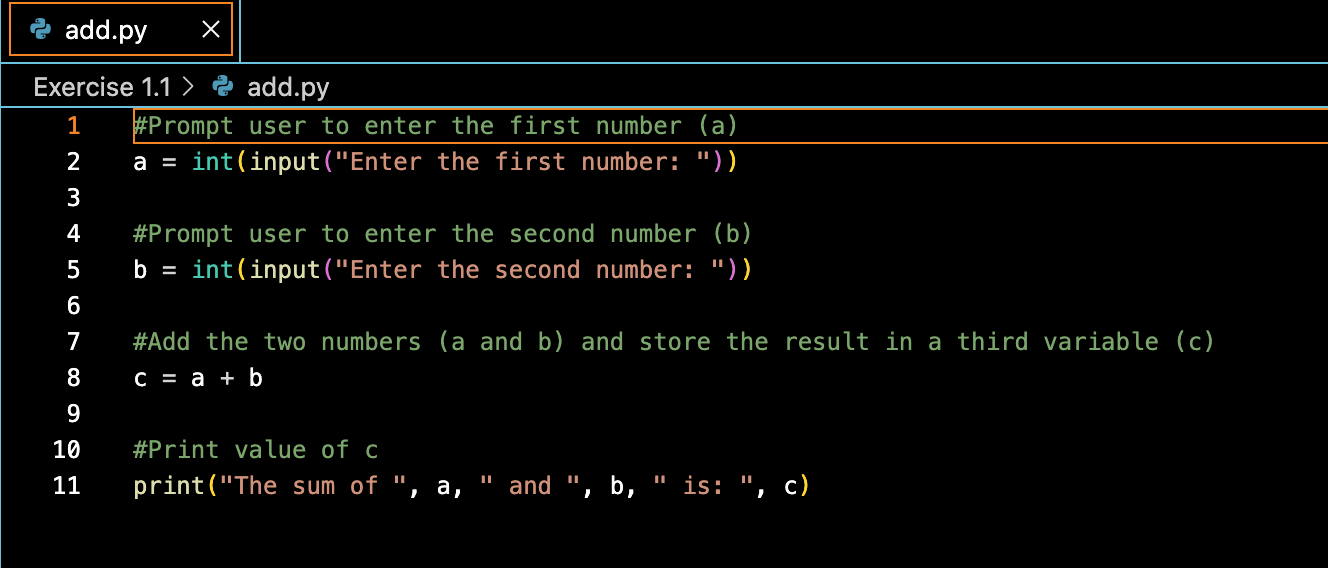 add.py
Exercise 1.1 > add.py
1 #Prompt user to enter the first number (a)
2 a = int(input("Enter the first number: "))
3
4 #Prompt user to enter the second number (b)
5 b = int(input("Enter the second number: "))
6
7 #Add the two numbers (a and b) and store the result in a third variable (c)
8 c = a + b
9
10 #Print value of c
11 print("The sum of ", a, " and ", b, " is: ", c)